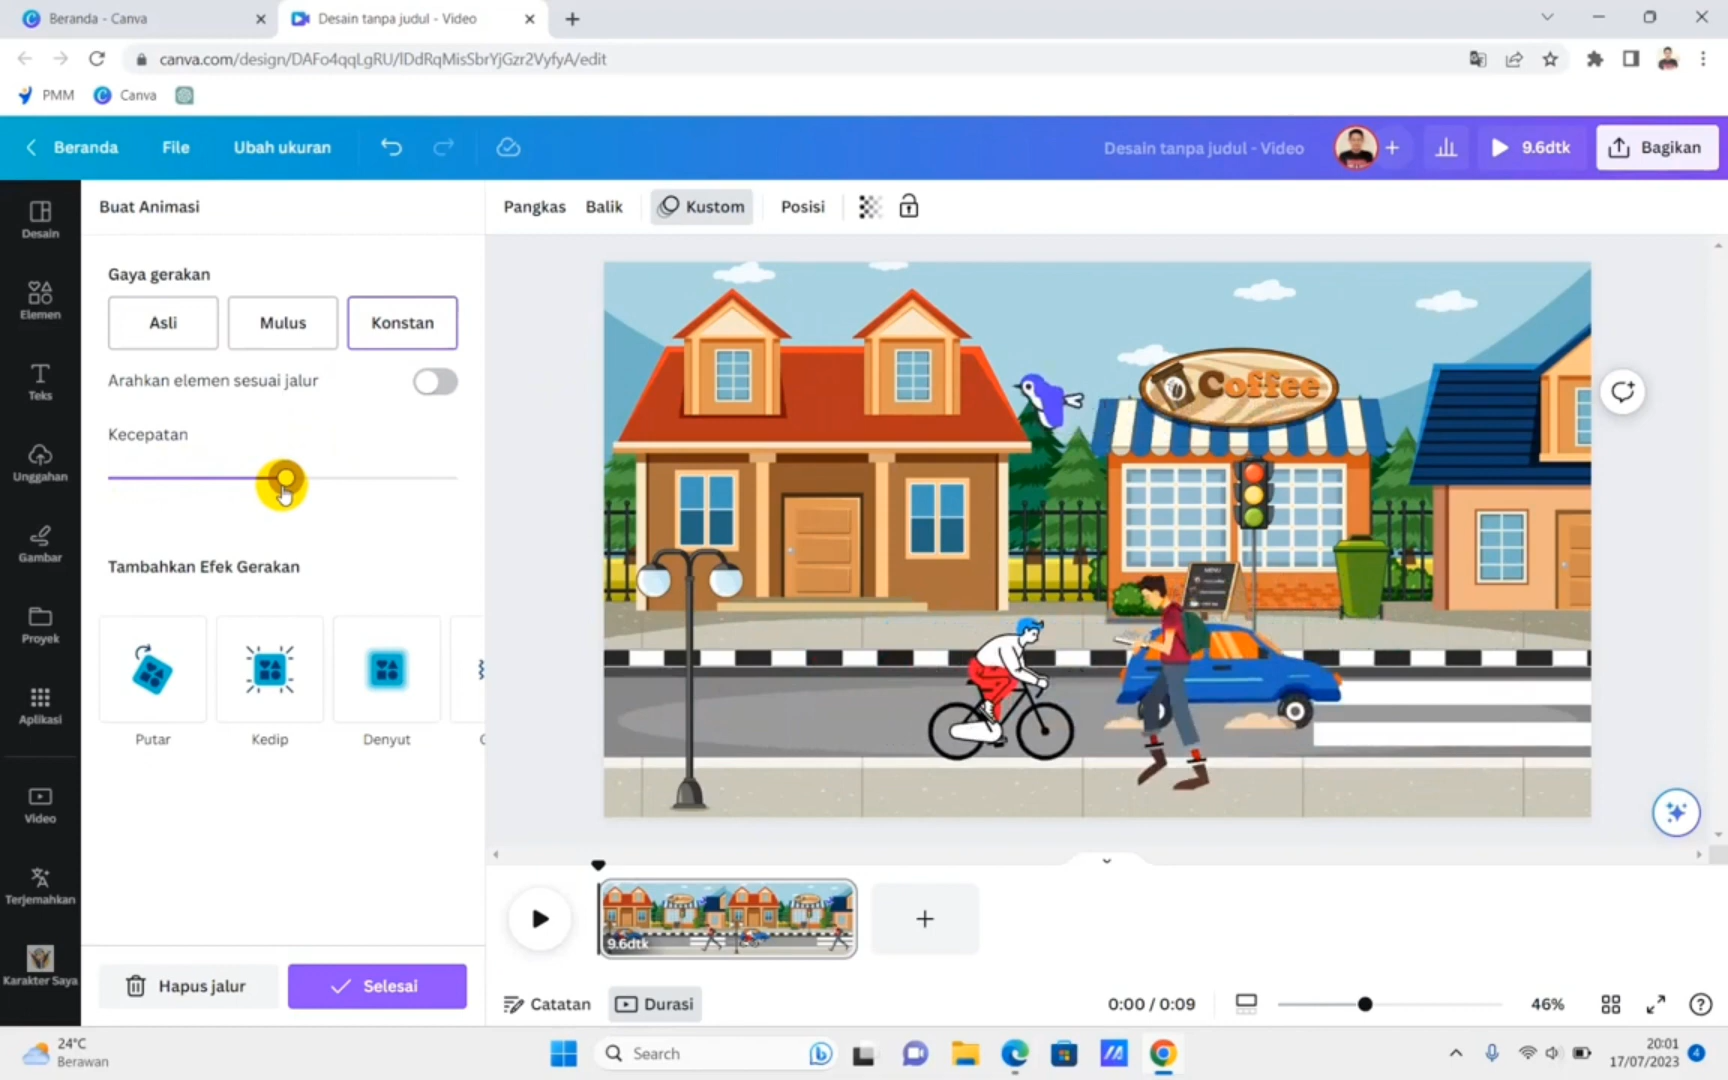 Beranda - Canva
Desain tanpa judul - Video
canva.com/design/DAFo4qqLgRU/lDdRqMisSbrYjGzr2VyfyA/edit
PMM
Canva
Beranda
File
Ubah ukuran
Desain tanpa judul - Video
9.6dtk
Bagikan
Desain
Elemen
Teks
Unggahan
Gambar
Proyek
Aplikasi
Video
Terjemahkan
Karakter Saya
Buat Animasi
Gaya gerakan
Asli
Mulus
Konstan
Arahkan elemen sesuai jalur
Kecepatan
Tambahkan Efek Gerakan
Putar
Kedip
Denyut
Hapus jalur
Selesai
Pangkas
Balik
Kustom
Posisi
Coffee
MENU
9.6dtk
Catatan
Durasi
0:00 / 0:09
46%
24°C
Berawan
Search
20:01
17/07/2023
4